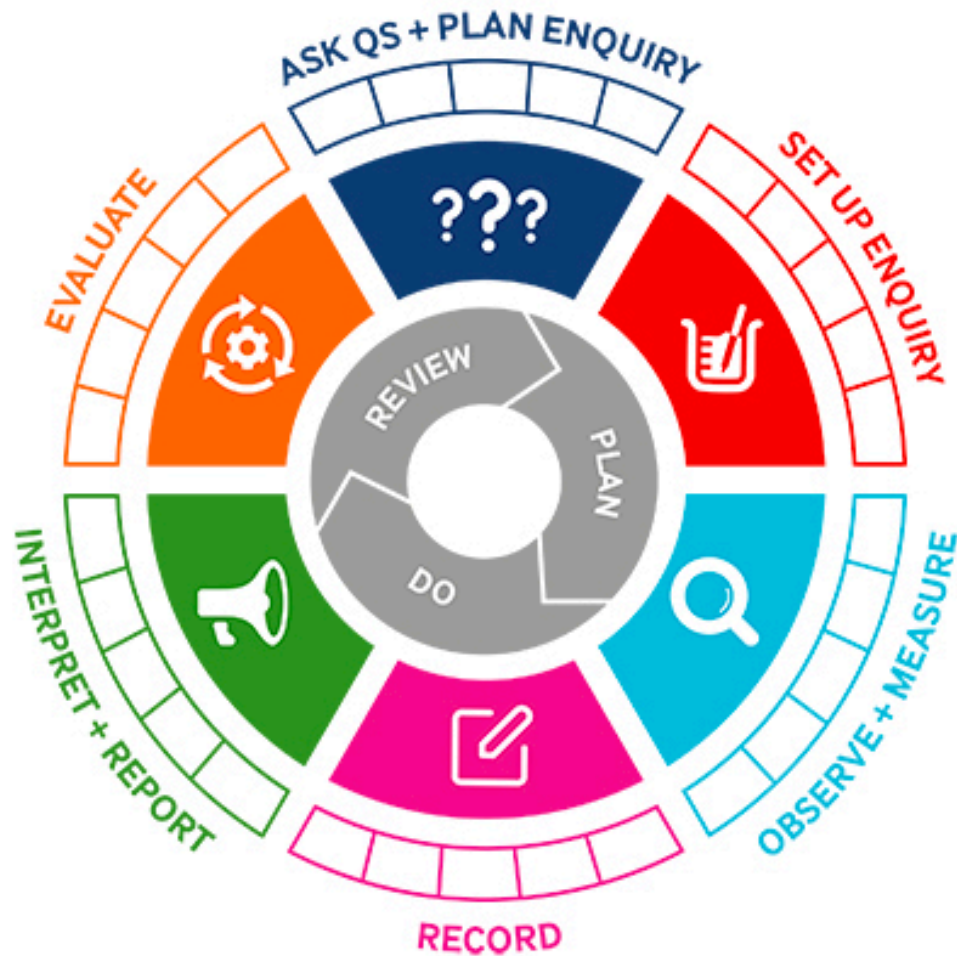 ASK QS + PLAN ENQUIRY
SET UP ENQUIRY
OBSERVE + MEASURE
RECORD
INTERPRET + REPORT
EVALUATE
???
REVIEW
PLAN
DO